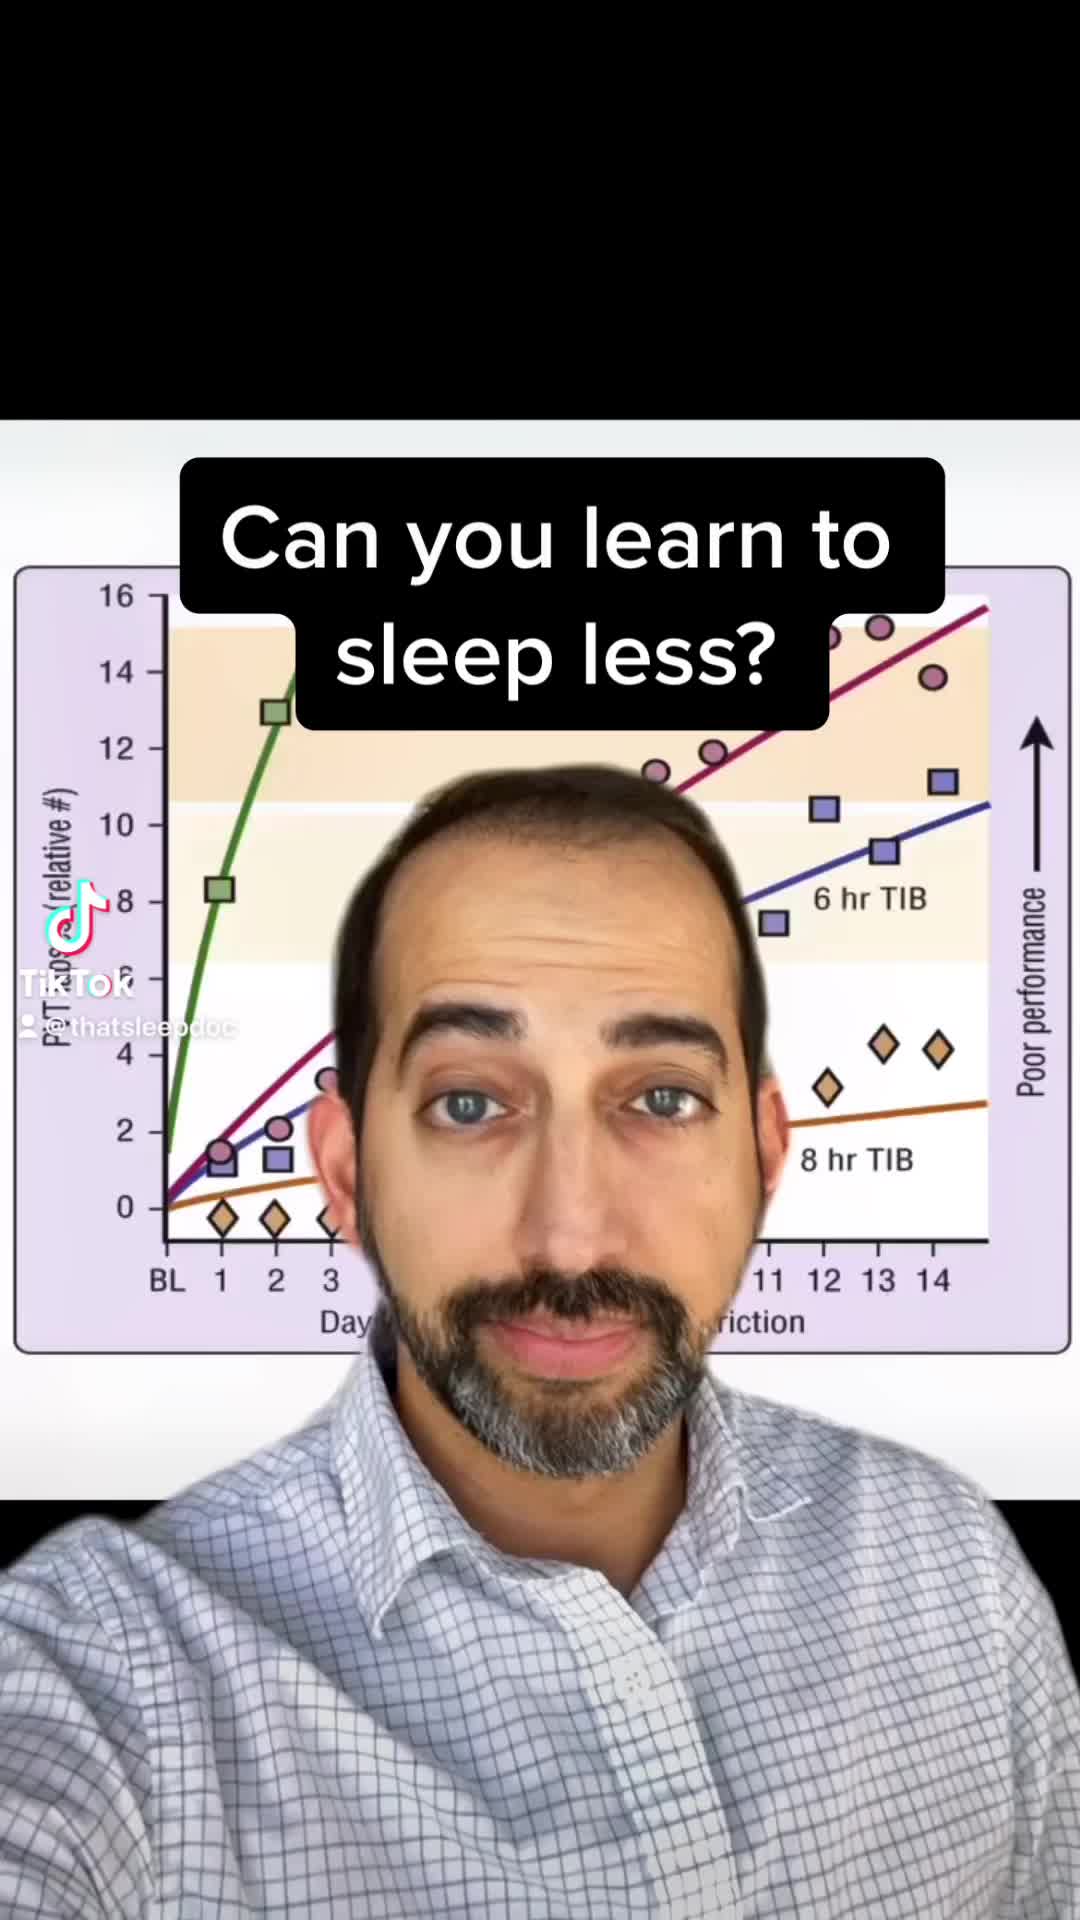 Can you learn to
sleep less?
16
14
12
10
8
6
4
2
0
(relative #)
TikTok
@thatsleepdoc
6 hr TIB
8 hr TIB
Poor performance
BL 1 2 3 11 12 13 14